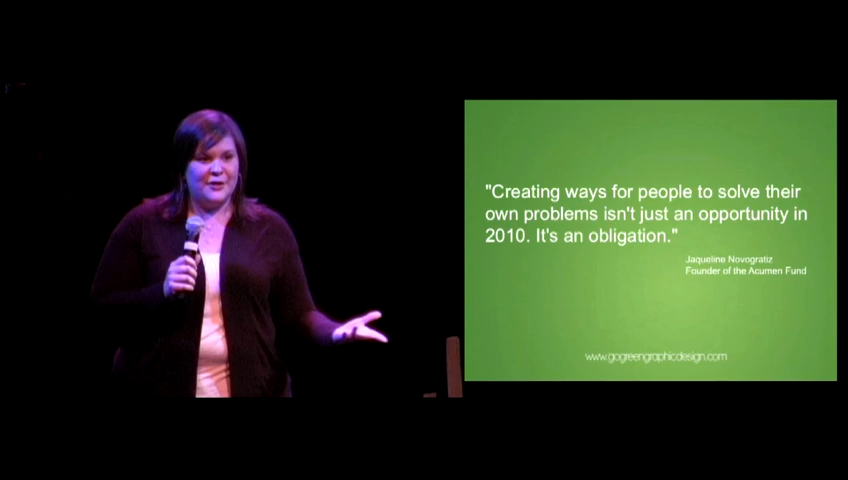 "Creating ways for people to solve their
own problems isn't just an opportunity in
2010. It's an obligation."
Jaqueline Novogratiz
Founder of the Acumen Fund
www.gogreengraphicdesign.com